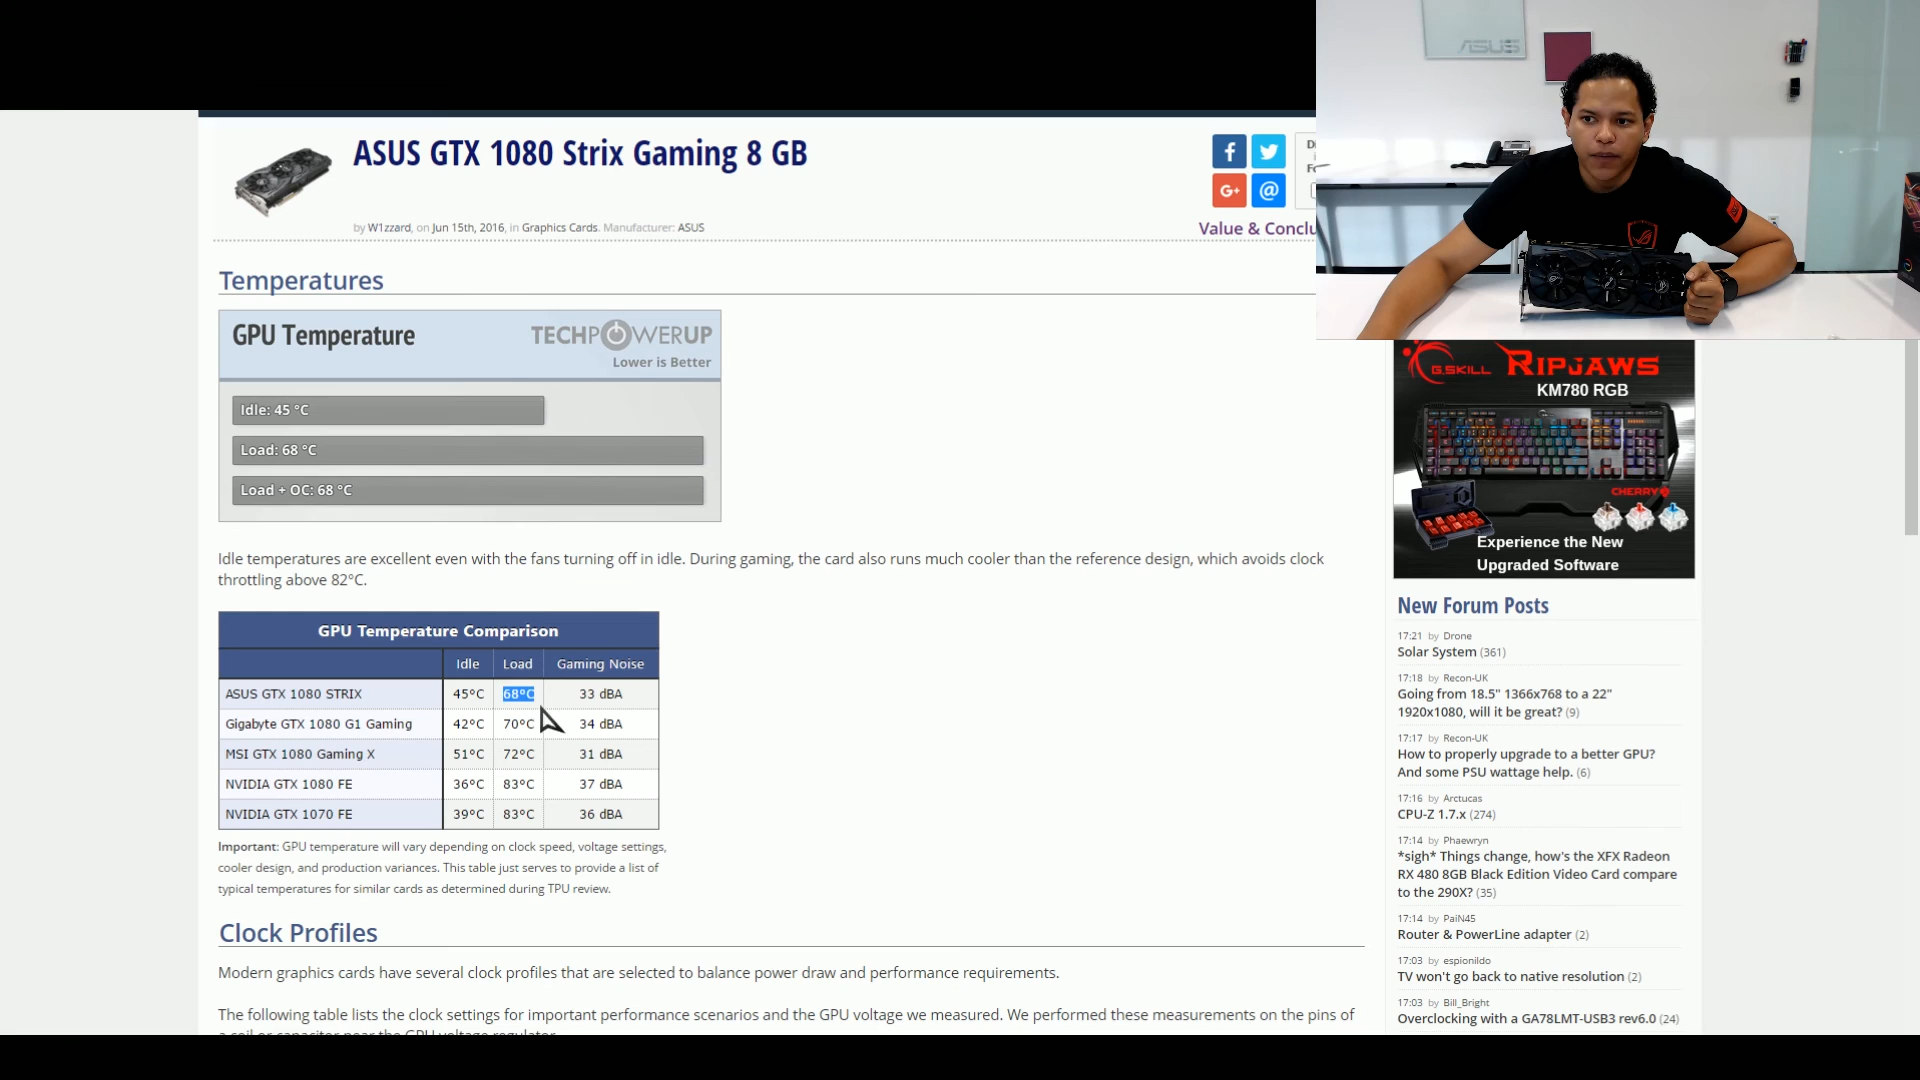 ASUS GTX 1080 Strix Gaming 8 GB
by W1zzard, on Jun 15th, 2016, in Graphics Cards. Manufacturer: ASUS
Value & Conclu
Temperatures
GPU Temperature
TECHPOWERUP
Lower is Better
Idle: 45 °C
Load: 68 °C
Load + OC: 68 °C
Idle temperatures are excellent even with the fans turning off in idle. During gaming, the card also runs much cooler than the reference design, which avoids clock
throttling above 82°C.
GPU Temperature Comparison
Idle Load Gaming Noise
ASUS GTX 1080 STRIX 45°C 68°C 33 dBA
Gigabyte GTX 1080 G1 Gaming 42°C 70°C 34 dBA
MSI GTX 1080 Gaming X 51°C 72°C 31 dBA
NVIDIA GTX 1080 FE 36°C 83°C 37 dBA
NVIDIA GTX 1070 FE 39°C 83°C 36 dBA
Important: GPU temperature will vary depending on clock speed, voltage settings,
cooler design, and production variances. This table just serves to provide a list of
typical temperatures for similar cards as determined during TPU review.
Clock Profiles
Modern graphics cards have several clock profiles that are selected to balance power draw and performance requirements.
The following table lists the clock settings for important performance scenarios and the GPU voltage we measured. We performed these measurements on the pins of
ASUS
G.SKILL RIPJAWS
KM780 RGB
CHERRY
Experience the New
Upgraded Software
New Forum Posts
17:21 by Drone
Solar System (361)
17:18 by Recon-UK
Going from 18.5" 1366x768 to a 22"
1920x1080, will it be great? (9)
17:17 by Recon-UK
How to properly upgrade to a better GPU?
And some PSU wattage help. (6)
17:16 by Arctucas
CPU-Z 1.7.x (274)
17:14 by Phaewryn
*sigh* Things change, how's the XFX Radeon
RX 480 8GB Black Edition Video Card compare
to the 290X? (35)
17:14 by PaiN45
Router & PowerLine adapter (2)
17:03 by espionildo
TV won't go back to native resolution (2)
17:03 by Bill_Bright
Overclocking with a GA78LMT-USB3 rev6.0 (24)